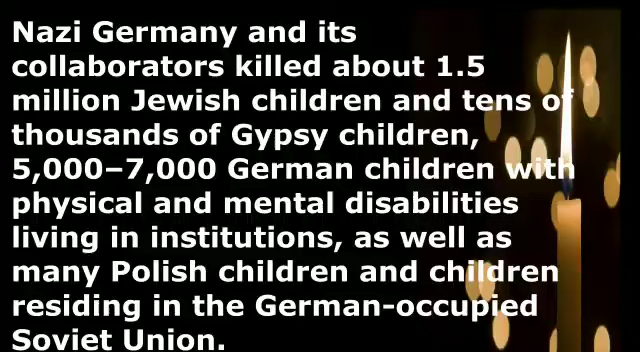 Nazi Germany and its
collaborators killed about 1.5
million Jewish children and tens of
thousands of Gypsy children,
5,000–7,000 German children with
physical and mental disabilities
living in institutions, as well as
many Polish children and children
residing in the German-occupied
Soviet Union.